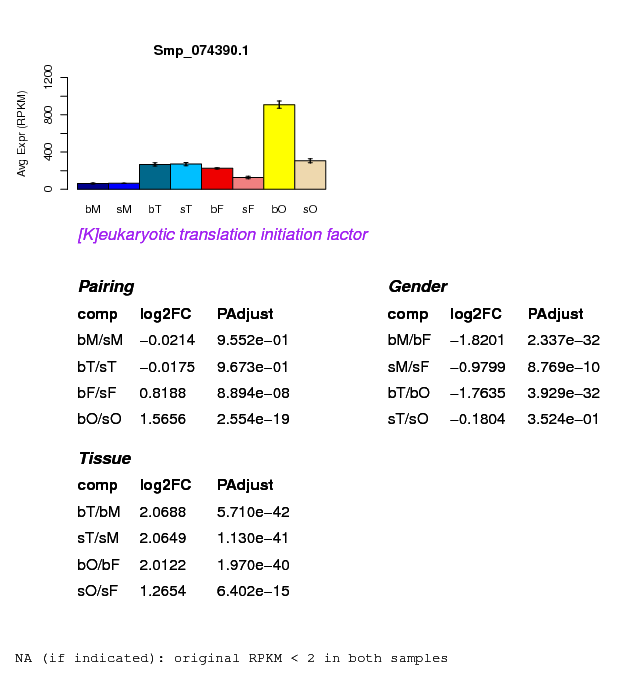 Smp_074390.1
Avg Expr (RPKM)
0 400 800 1200
bM sM bT sT bF sF bO sO
[K]eukaryotic translation initiation factor
Pairing
comp log2FC PAdjust
bM/sM −0.0214 9.552e−01
bT/sT −0.0175 9.673e−01
bF/sF 0.8188 8.894e−08
bO/sO 1.5656 2.554e−19
Gender
comp log2FC PAdjust
bM/bF −1.8201 2.337e−32
sM/sF −0.9799 8.769e−10
bT/bO −1.7635 3.929e−32
sT/sO −0.1804 3.524e−01
Tissue
comp log2FC PAdjust
bT/bM 2.0688 5.710e−42
sT/sM 2.0649 1.130e−41
bO/bF 2.0122 1.970e−40
sO/sF 1.2654 6.402e−15
NA (if indicated): original RPKM < 2 in both samples